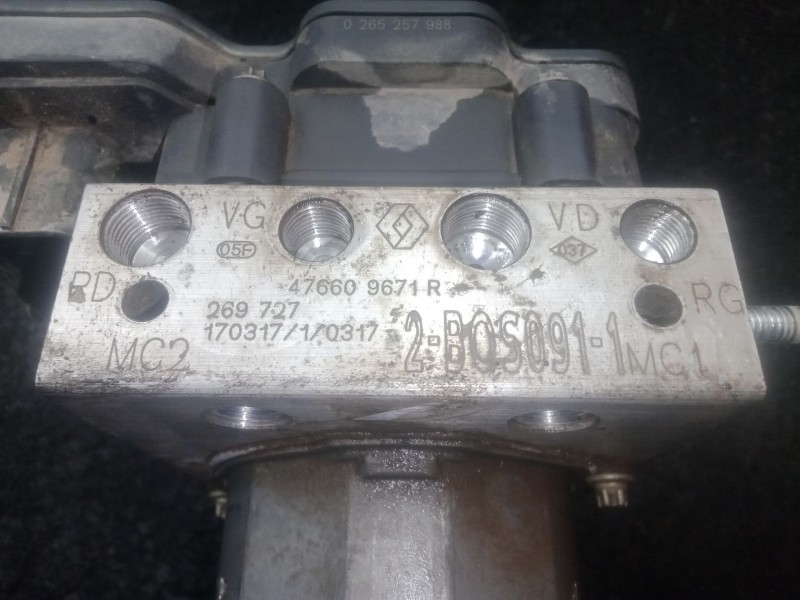 0 265 257 988
VG VD
05F 037
RD 47660 9671 R RG
269 727
170317/1/0317 2-BOS091-1
MC2 MC1